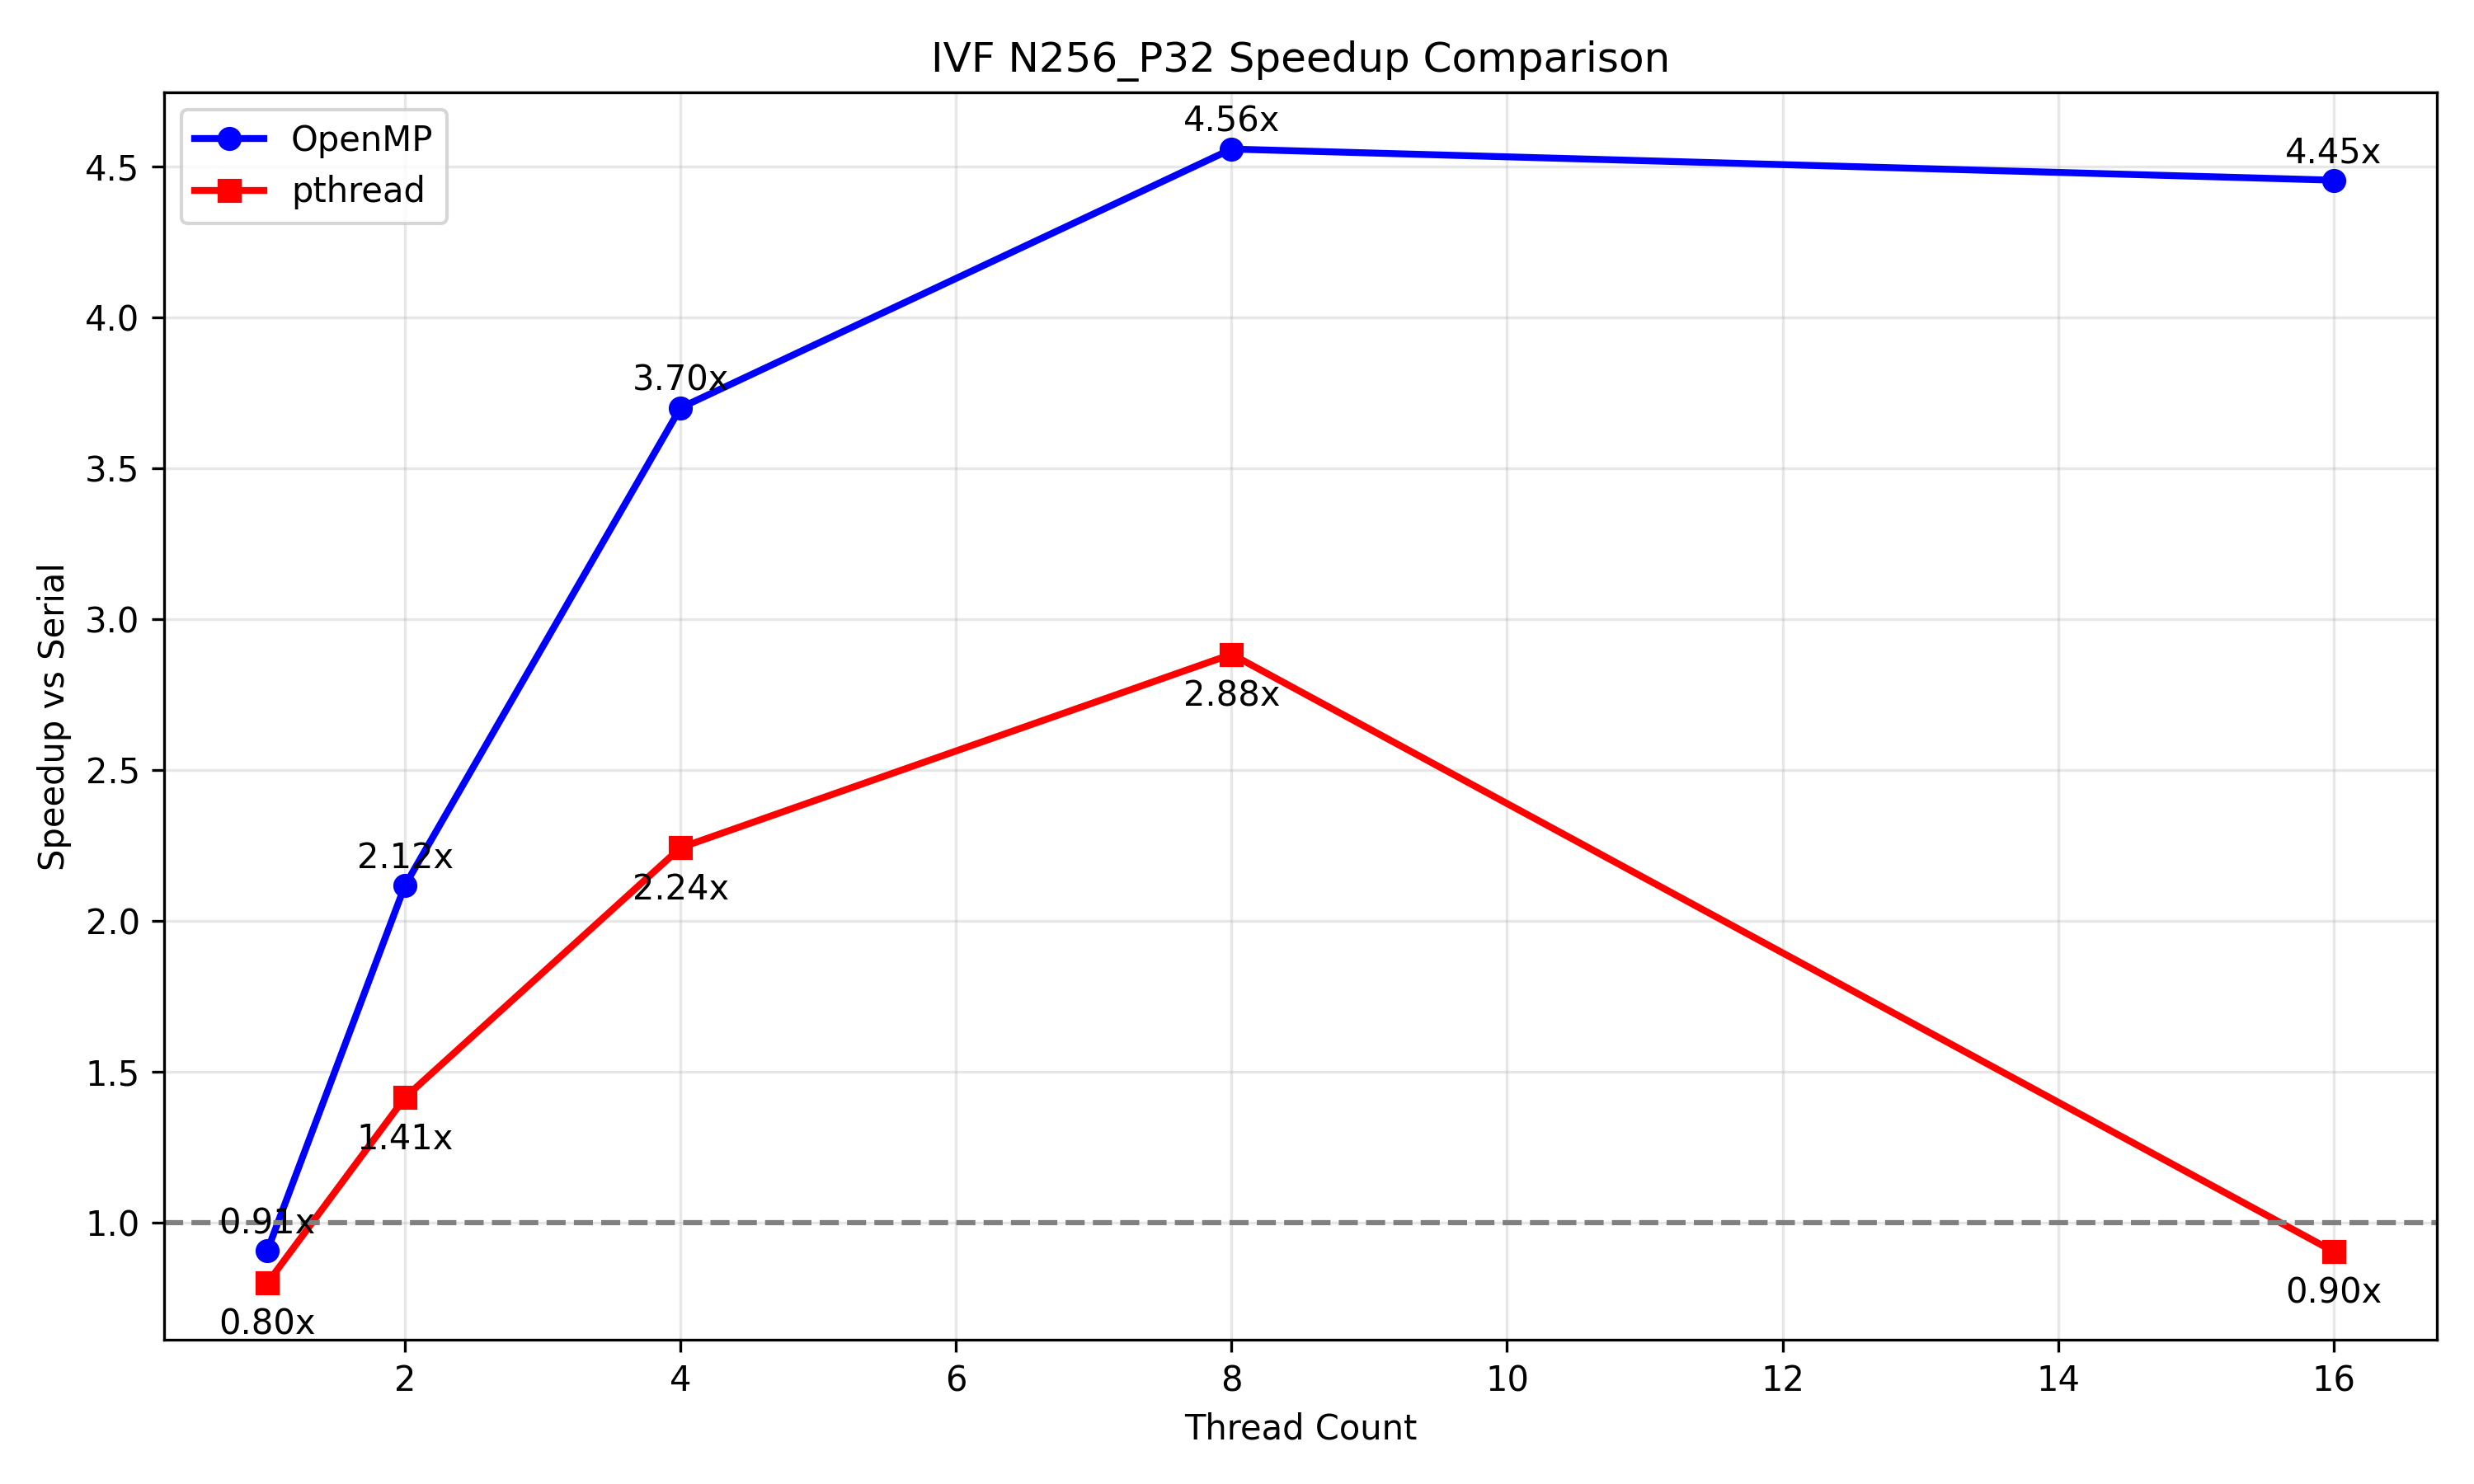 IVF N256_P32 Speedup Comparison
OpenMP
pthread
Speedup vs Serial
4.5
4.0
3.5
3.0
2.5
2.0
1.5
1.0
0.91x
2.12x
3.70x
4.56x
4.45x
0.80x
1.41x
2.24x
2.88x
0.90x
2
4
6
8
10
12
14
16
Thread Count